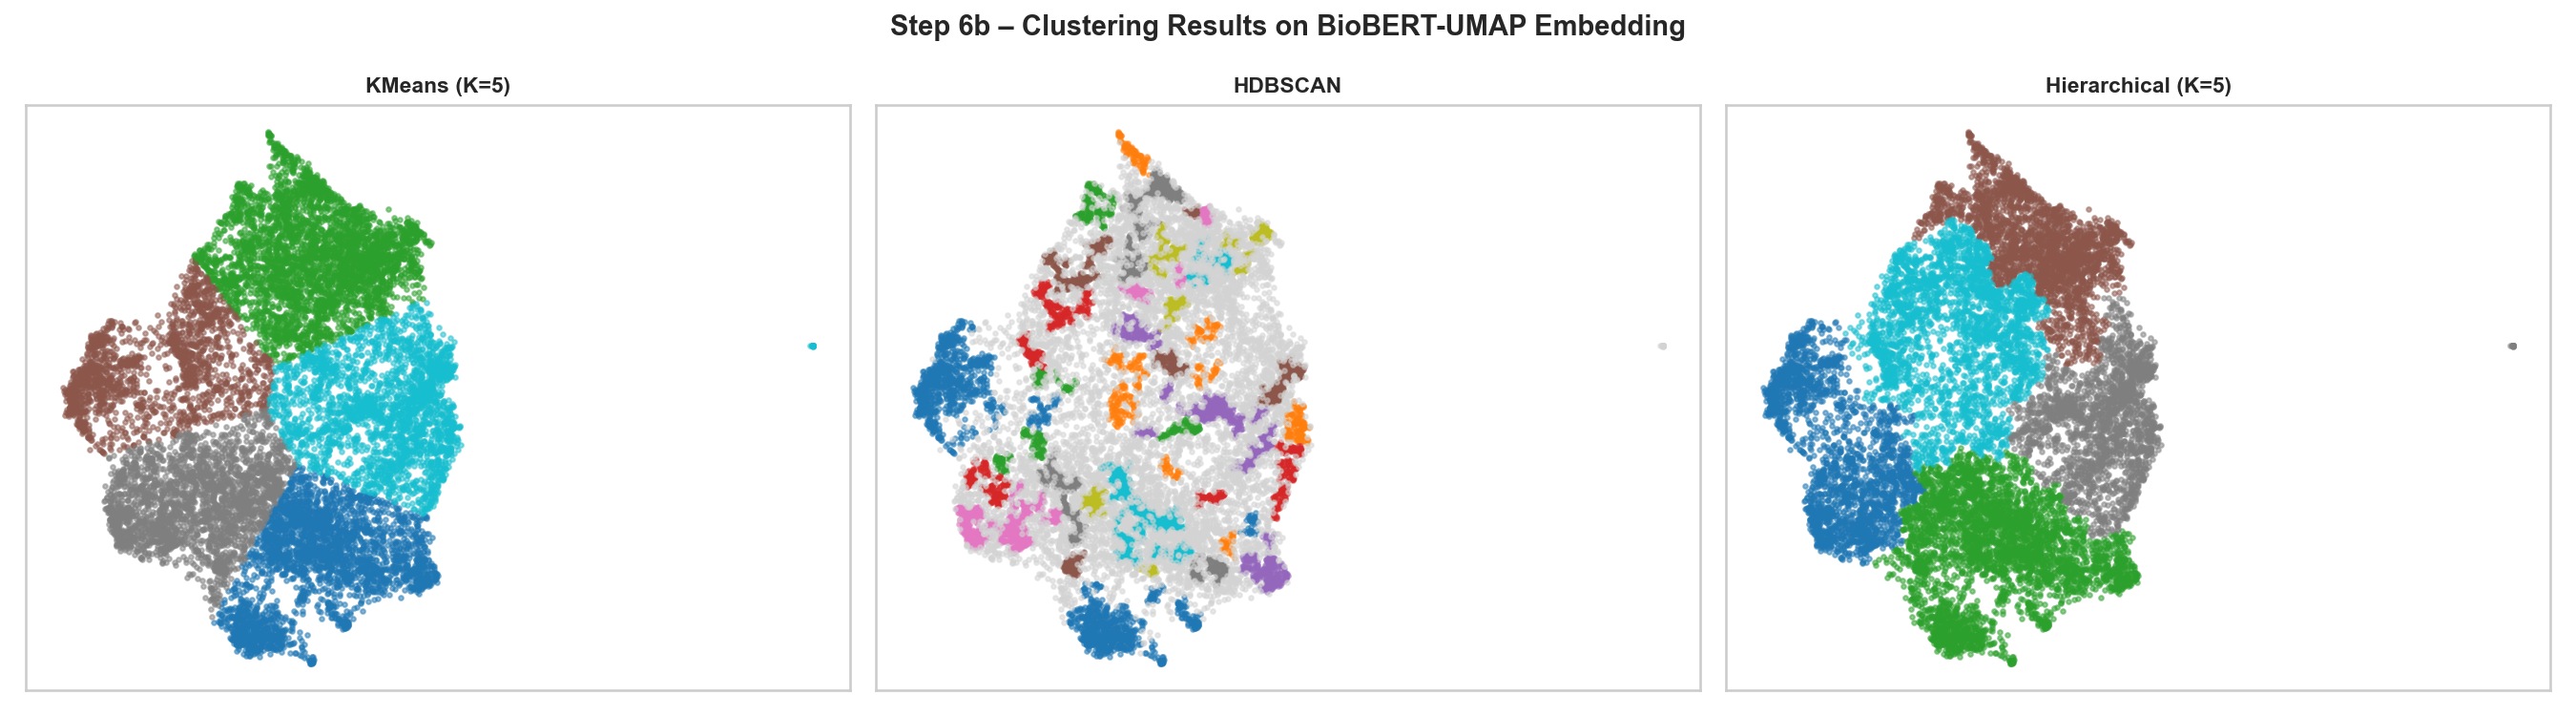 Step 6b – Clustering Results on BioBERT-UMAP Embedding
KMeans (K=5)
HDBSCAN
Hierarchical (K=5)